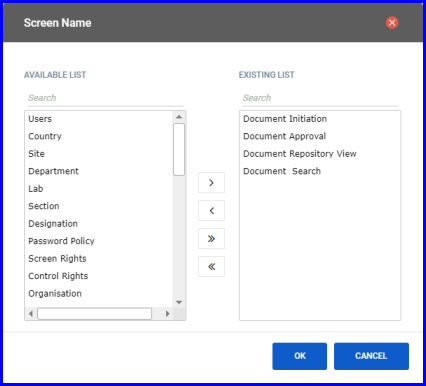 Screen Name
AVAILABLE LIST
Search
Users
Country
Site
Department
Lab
Section
Designation
Password Policy
Screen Rights
Control Rights
Organisation
EXISTING LIST
Search
Document Initiation
Document Approval
Document Repository View
Document  Search
OK
CANCEL